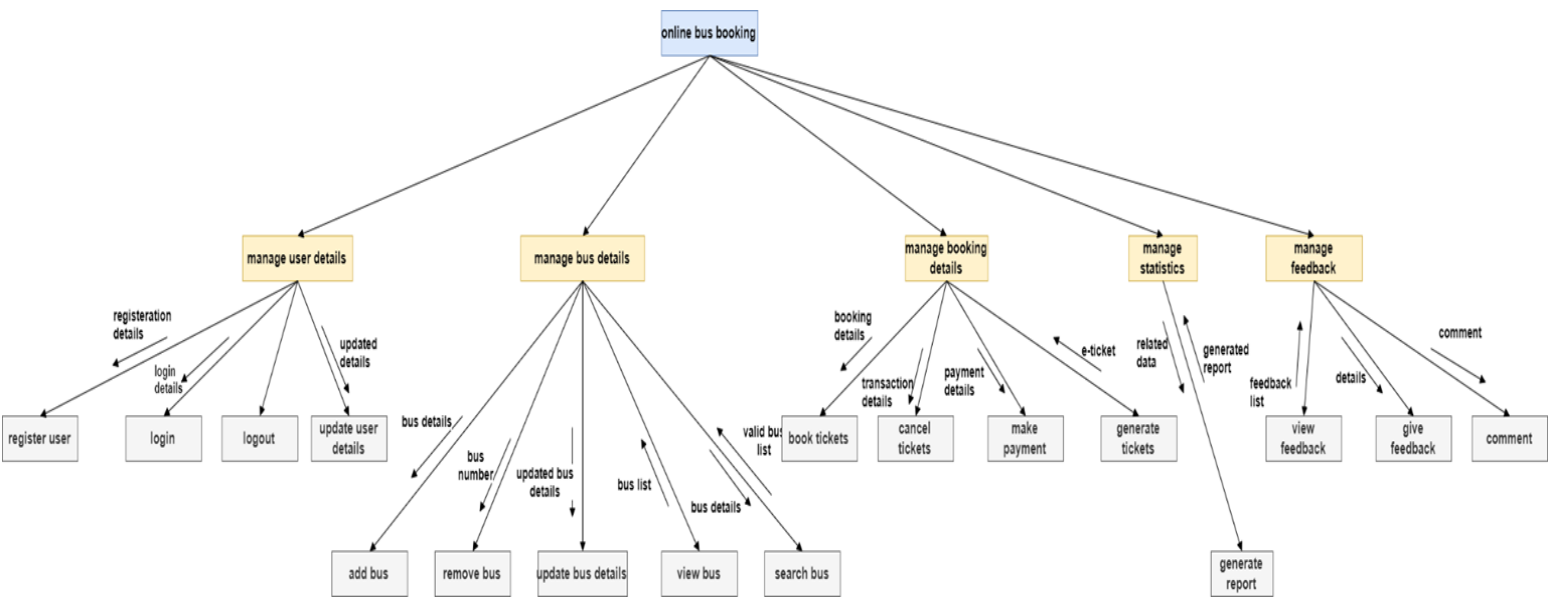 online bus booking
manage user details
manage bus details
manage booking
details
manage
statistics
manage
feedback
registeration
details
login
details
updated
details
register user
login
logout
update user
details
bus details
bus
number
updated bus
details
bus list
bus details
valid bus
list
add bus
remove bus
update bus details
view bus
search bus
booking
details
transaction
details
payment
details
e-ticket
book tickets
cancel
tickets
make
payment
generate
tickets
related
data
generated
report
generate
report
feedback
list
details
comment
view
feedback
give
feedback
comment